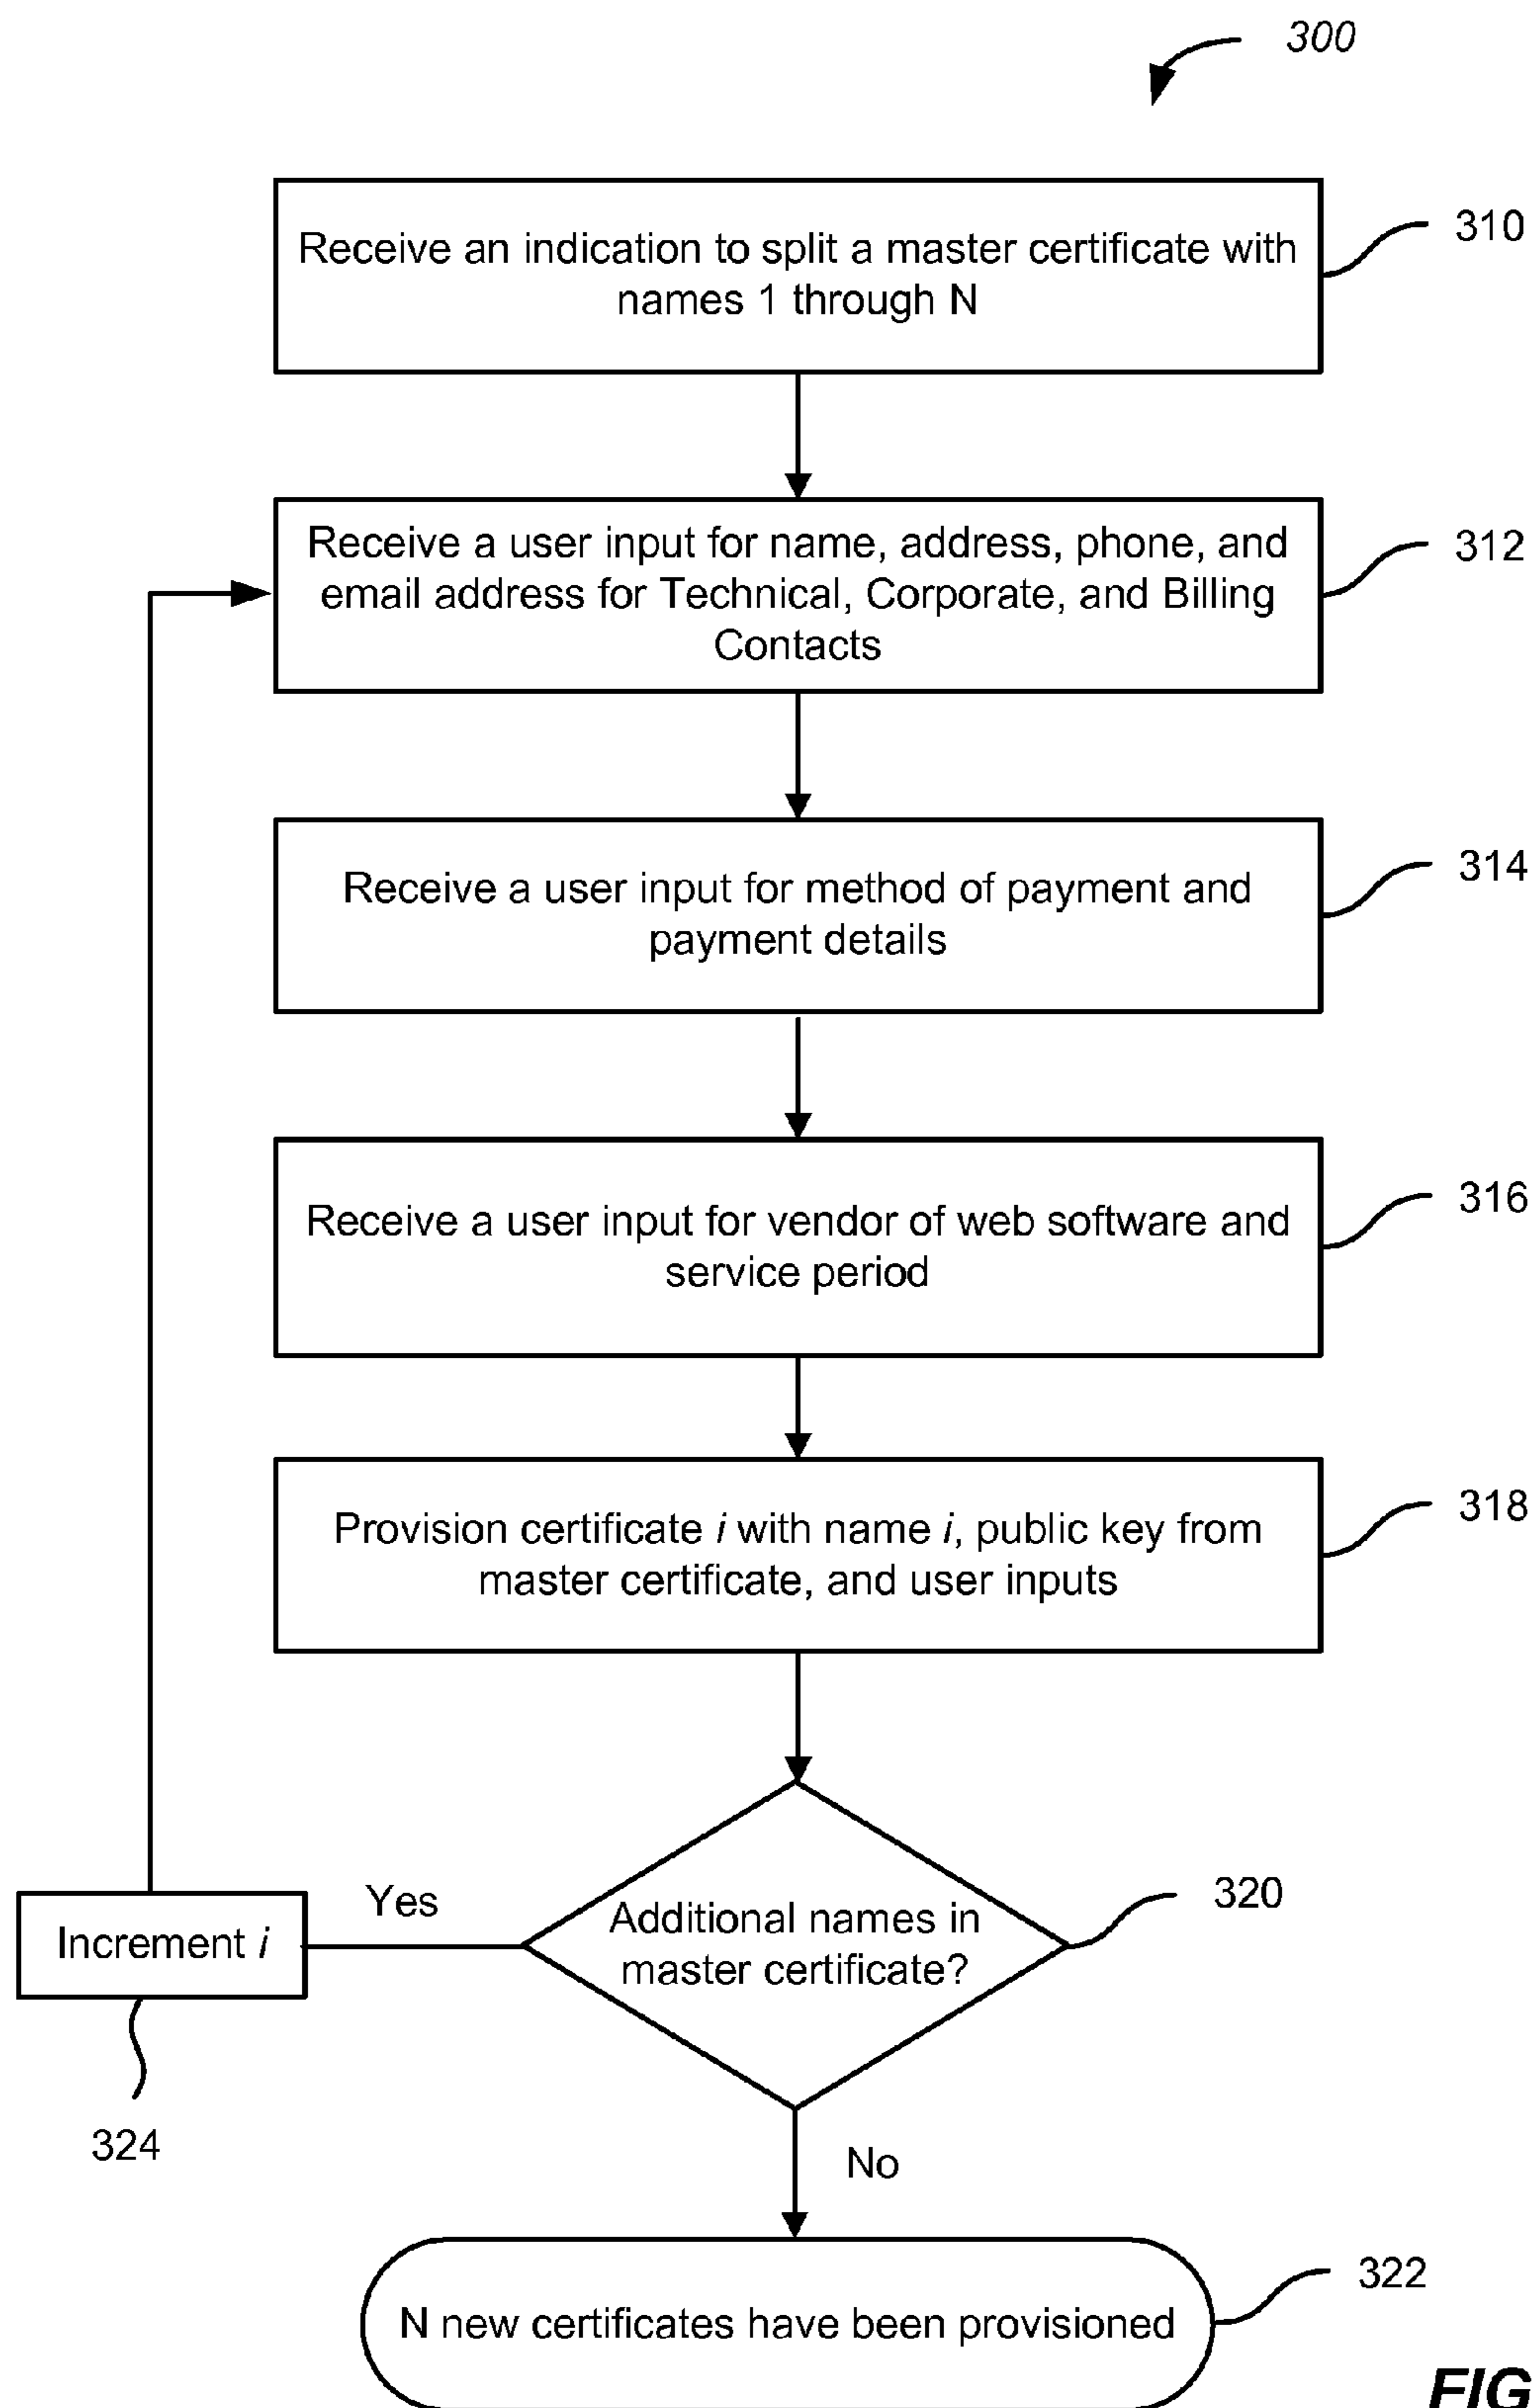 300
Receive an indication to split a master certificate with
names 1 through N
310
Receive a user input for name, address, phone, and
email address for Technical, Corporate, and Billing
Contacts
312
Receive a user input for method of payment and
payment details
314
Receive a user input for vendor of web software and
service period
316
Provision certificate i with name i, public key from
master certificate, and user inputs
318
Additional names in
master certificate?
320
Yes
Increment i
324
No
N new certificates have been provisioned
322
FIG